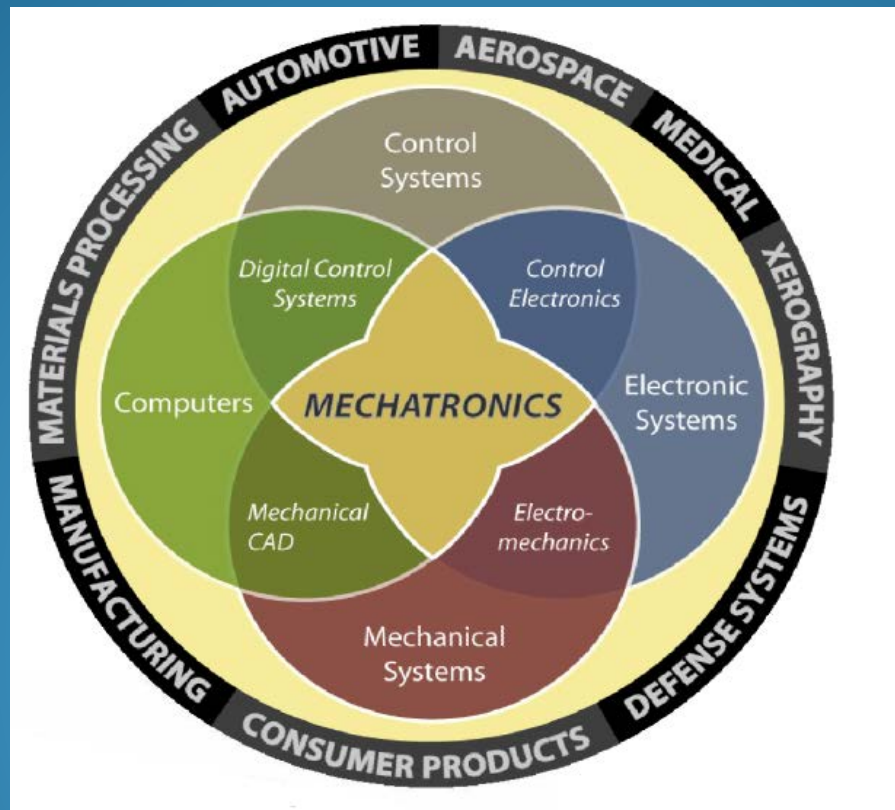 AUTOMOTIVE
AEROSPACE
MEDICAL
XEROGRAPHY
DEFENSE SYSTEMS
CONSUMER PRODUCTS
MANUFACTURING
MATERIALS PROCESSING
Control
Systems
Digital Control
Systems
Control
Electronics
Computers
MECHATRONICS
Electronic
Systems
Mechanical
CAD
Electro-
mechanics
Mechanical
Systems